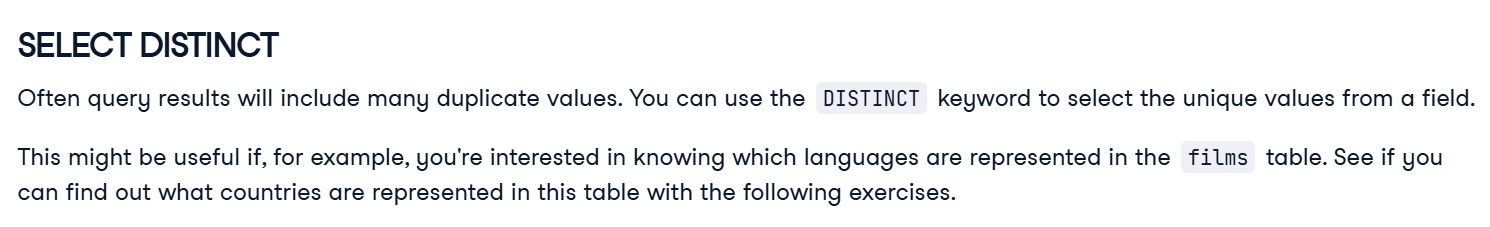 SELECT DISTINCT
Often query results will include many duplicate values. You can use the DISTINCT keyword to select the unique values from a field.
This might be useful if, for example, you're interested in knowing which languages are represented in the films table. See if you
can find out what countries are represented in this table with the following exercises.